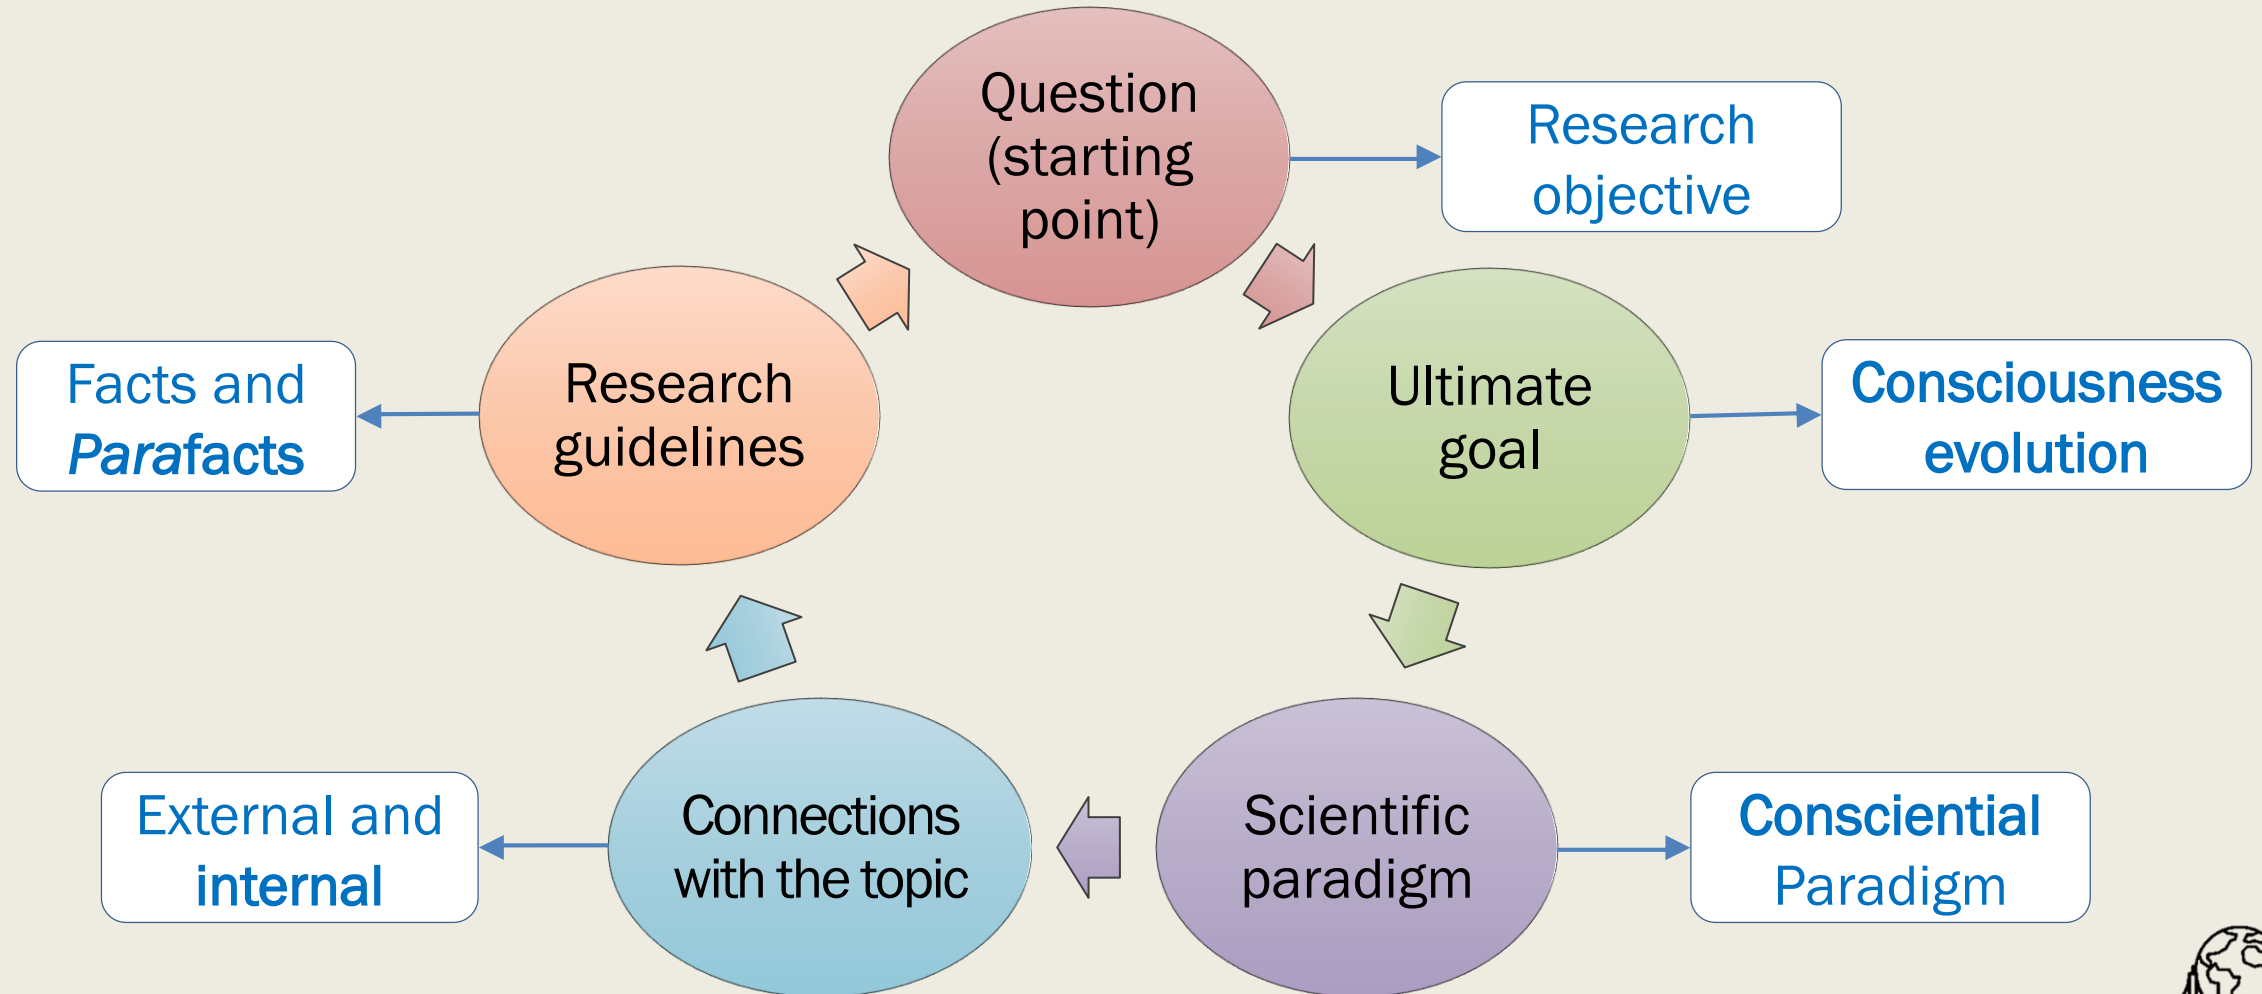 Question
(starting
point)
Research
objective
Ultimate
goal
Consciousness
evolution
Scientific
paradigm
Consciential
Paradigm
Connections
with the topic
External and
internal
Research
guidelines
Facts and
Parafacts